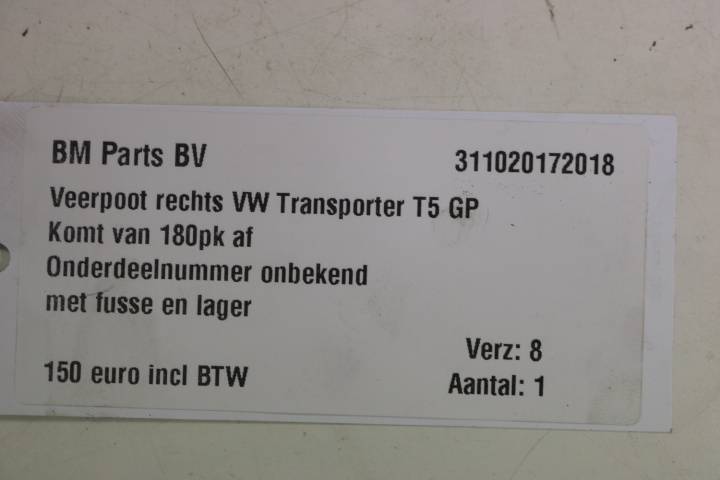 BM Parts BV 311020172018
Veerpoot rechts VW Transporter T5 GP
Komt van 180pk af
Onderdeelnummer onbekend
met fusse en lager
Verz: 8
150 euro incl BTW Aantal: 1